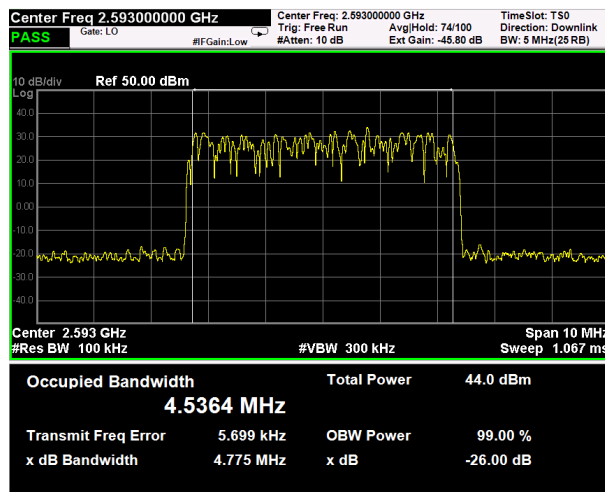 Center Freq 2.593000000 GHz
Center Freq: 2.593000000 GHz
TimeSlot: TS0
PASS
Gate: LO
Trig: Free Run
Avg|Hold: 74/100
Direction: Downlink
#IFGain:Low
#Atten: 10 dB
Ext Gain: -45.80 dB
BW: 5 MHz(25 RB)
10 dB/div
Ref 50.00 dBm
Log
40.0
30.0
20.0
10.0
0.00
-10.0
-20.0
-30.0
-40.0
Center 2.593 GHz
Span 10 MHz
#Res BW 100 kHz
#VBW 300 kHz
Sweep 1.067 ms
Occupied Bandwidth
Total Power
44.0 dBm
4.5364 MHz
Transmit Freq Error
5.699 kHz
OBW Power
99.00 %
x dB Bandwidth
4.775 MHz
x dB
-26.00 dB